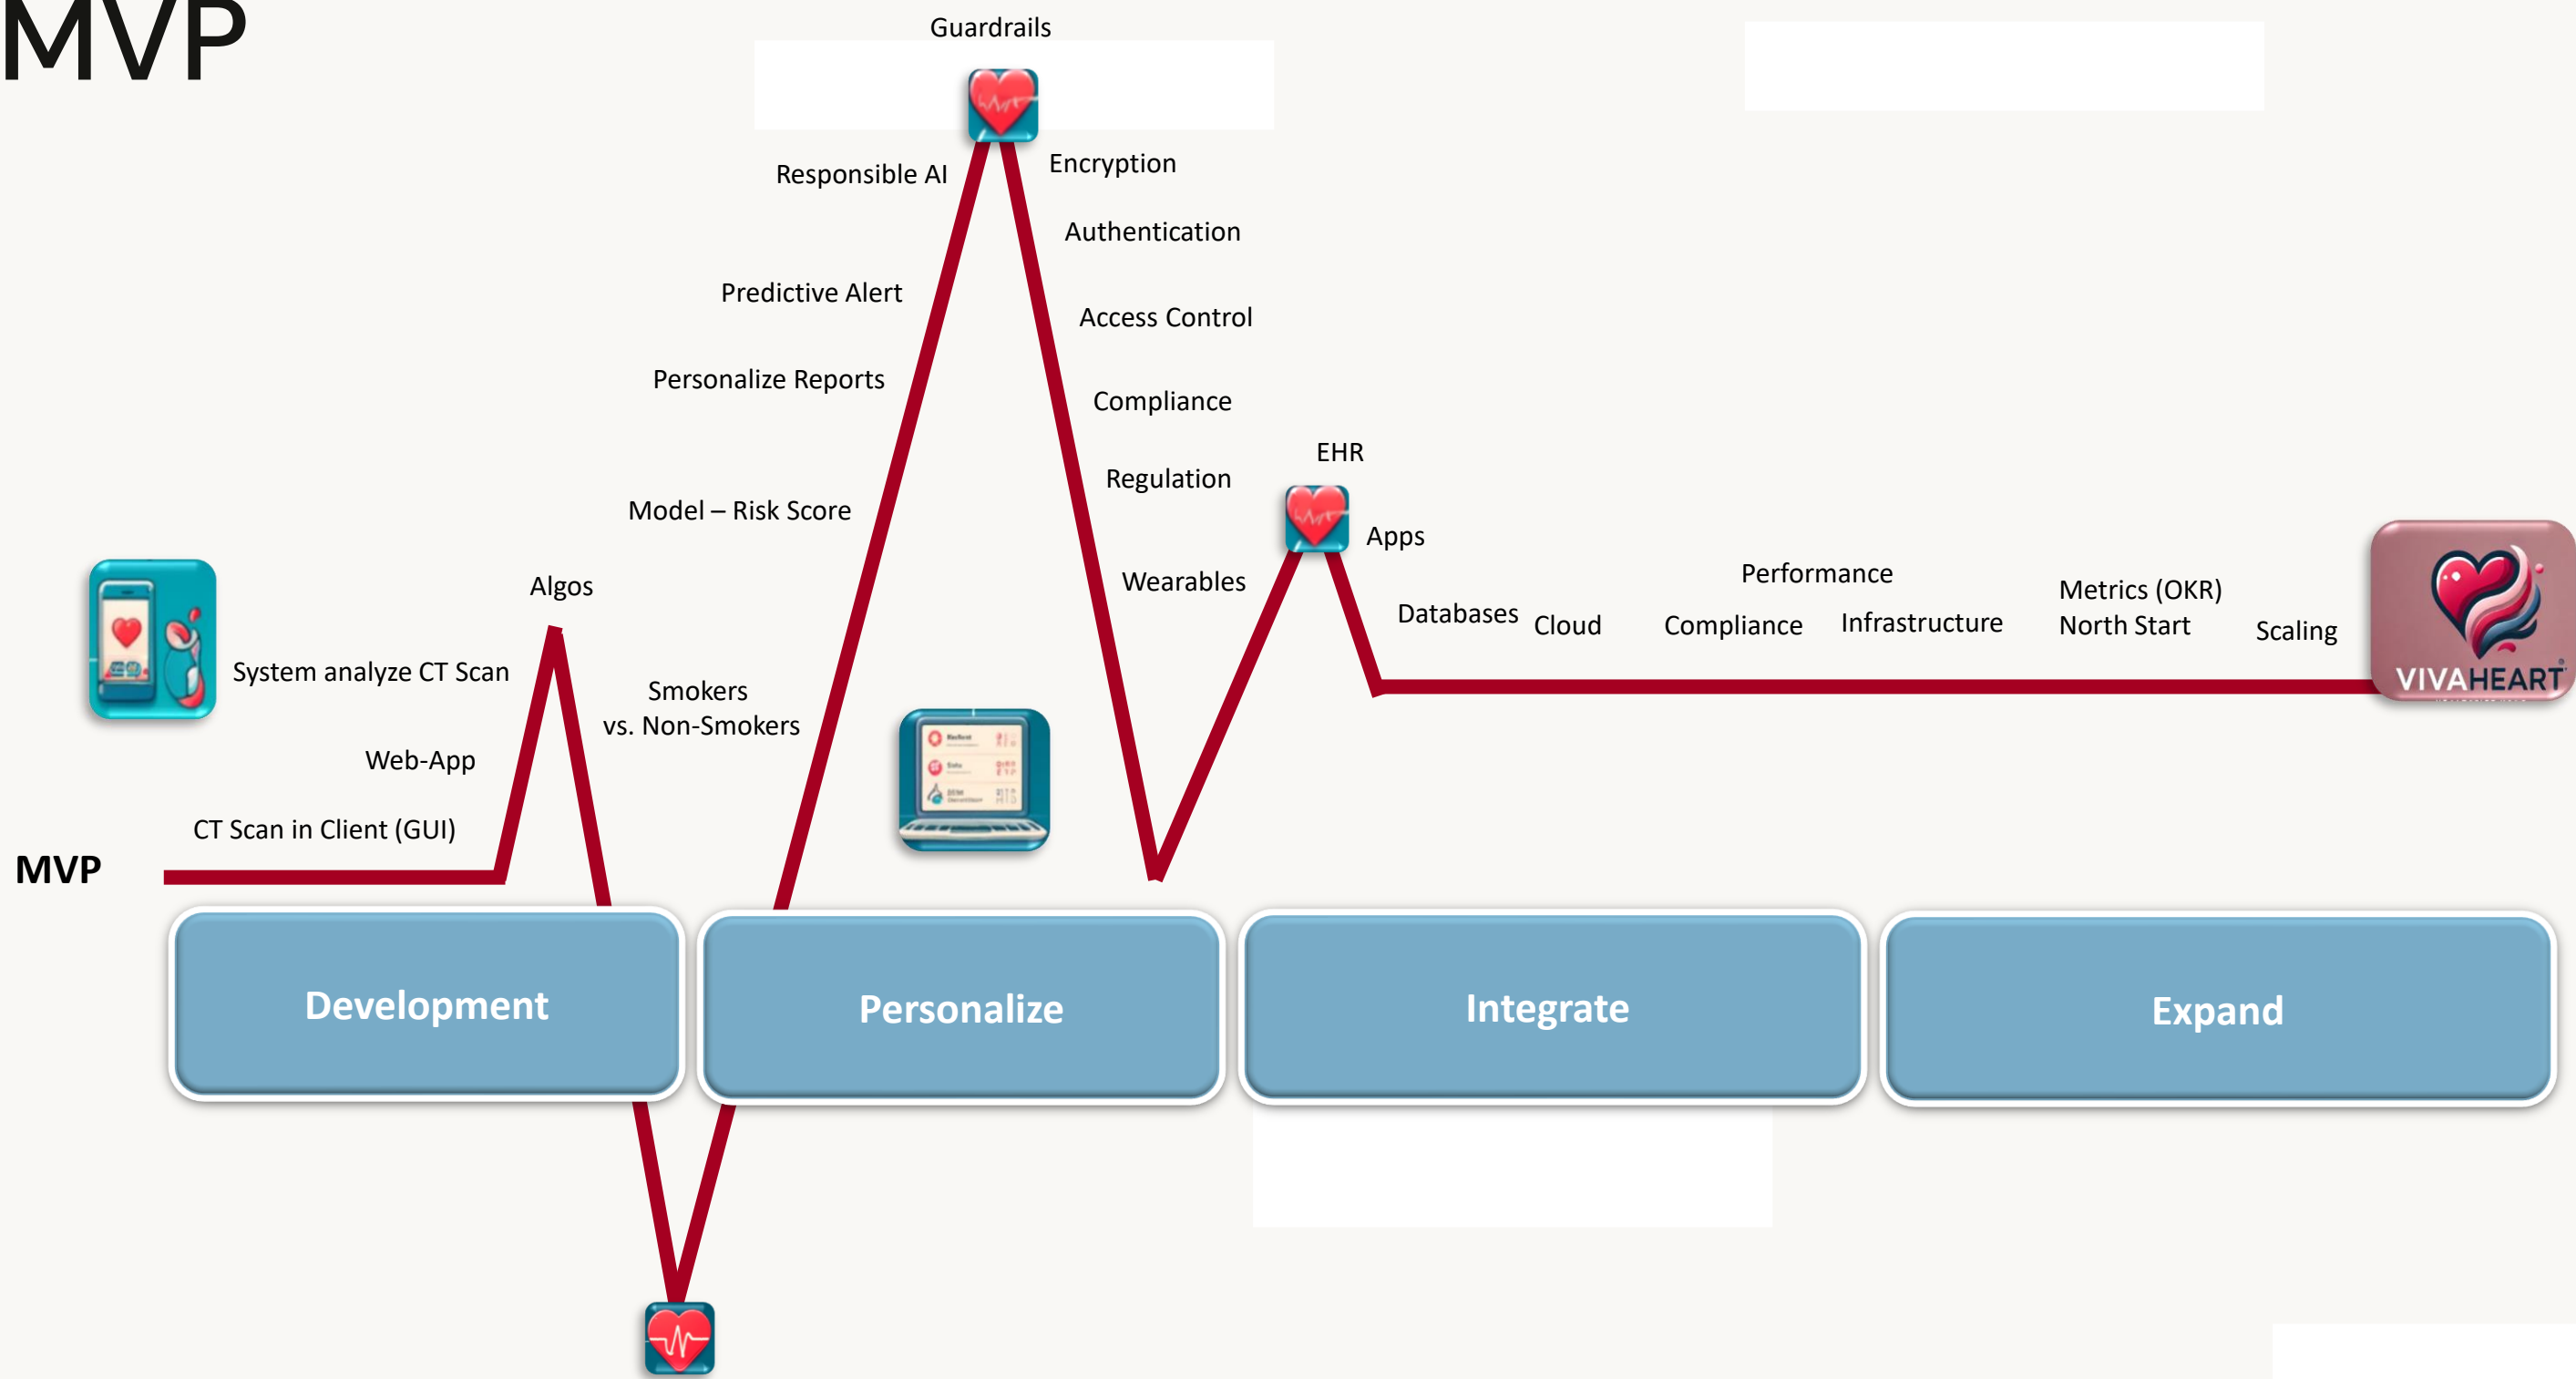 MVP
Guardrails
Responsible AI
Encryption
Authentication
Predictive Alert
Access Control
Personalize Reports
Compliance
EHR
Regulation
Model – Risk Score
Apps
Algos
Wearables
Performance
Metrics (OKR)
North Start
Databases
Cloud
Compliance
Infrastructure
Scaling
VIVAHEART
System analyze CT Scan
Smokers
vs. Non-Smokers
Web-App
CT Scan in Client (GUI)
MVP
Development
Personalize
Integrate
Expand